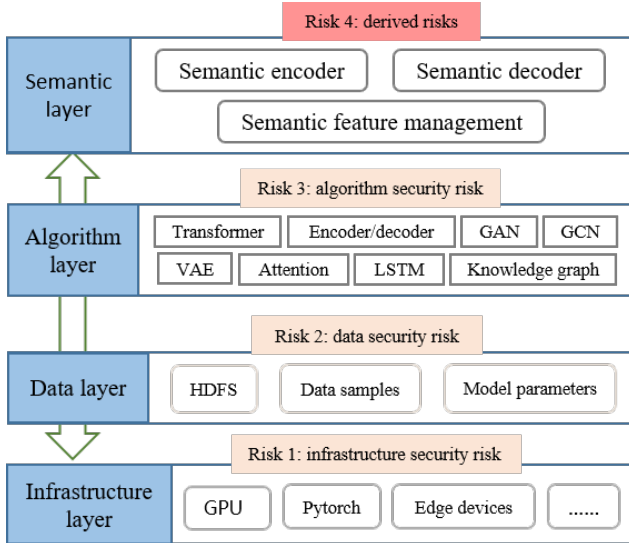 Risk 4: derived risks
Semantic
layer
Semantic encoder
Semantic decoder
Semantic feature management
Risk 3: algorithm security risk
Algorithm
layer
Transformer
Encoder/decoder
GAN
GCN
VAE
Attention
LSTM
Knowledge graph
Risk 2: data security risk
Data layer
HDFS
Data samples
Model parameters
Risk 1: infrastructure security risk
Infrastructure
layer
GPU
Pytorch
Edge devices
......